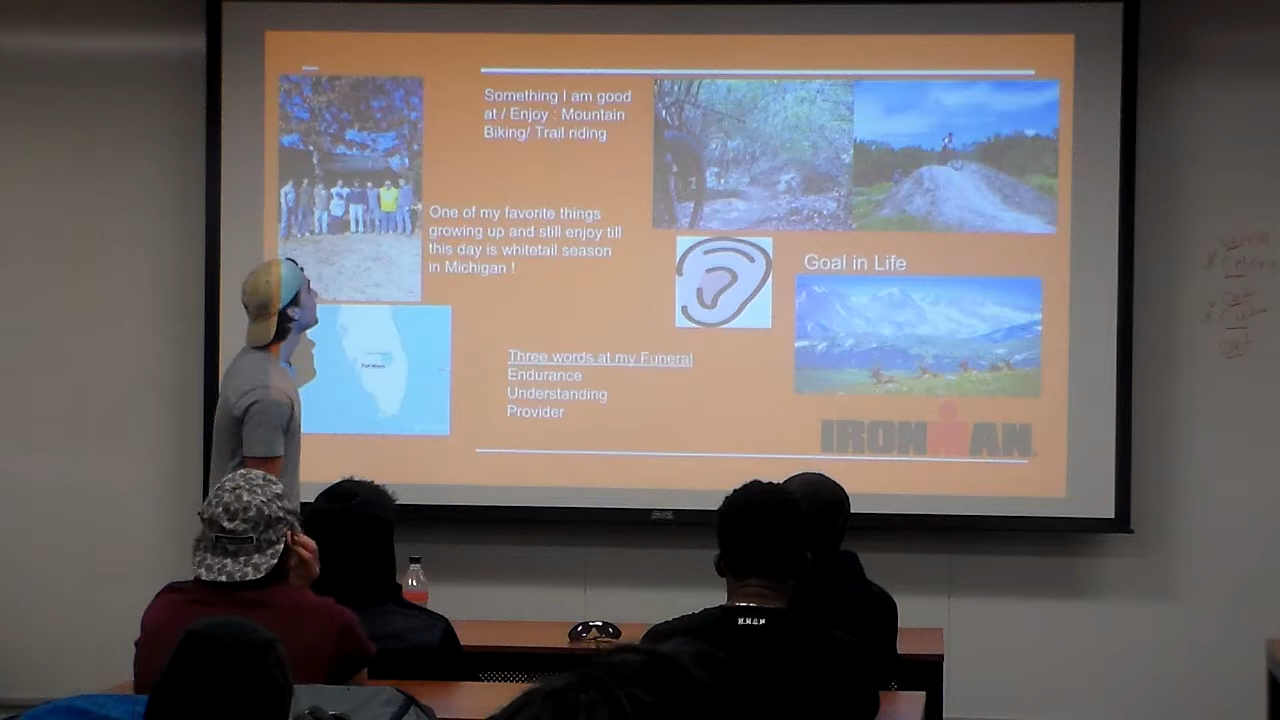 Something I am good
at / Enjoy : Mountain
Biking/ Trail riding
One of my favorite things
growing up and still enjoy till
this day is whitetail season
in Michigan !
Goal in Life
Fort Myers
Three words at my Funeral
Endurance
Understanding
Provider
IRONMAN